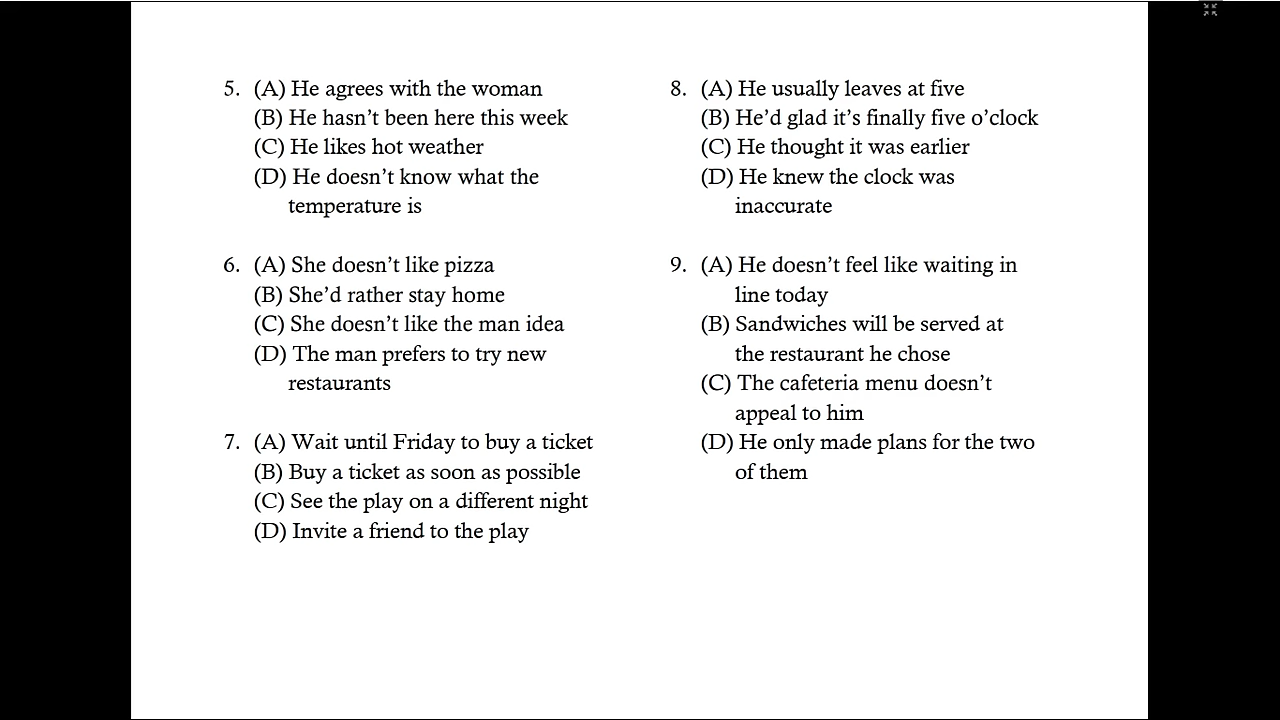 5. (A) He agrees with the woman
(B) He hasn't been here this week
(C) He likes hot weather
(D) He doesn't know what the
temperature is
6. (A) She doesn't like pizza
(B) She'd rather stay home
(C) She doesn't like the man idea
(D) The man prefers to try new
restaurants
7. (A) Wait until Friday to buy a ticket
(B) Buy a ticket as soon as possible
(C) See the play on a different night
(D) Invite a friend to the play
8. (A) He usually leaves at five
(B) He'd glad it's finally five o'clock
(C) He thought it was earlier
(D) He knew the clock was
inaccurate
9. (A) He doesn't feel like waiting in
line today
(B) Sandwiches will be served at
the restaurant he chose
(C) The cafeteria menu doesn't
appeal to him
(D) He only made plans for the two
of them